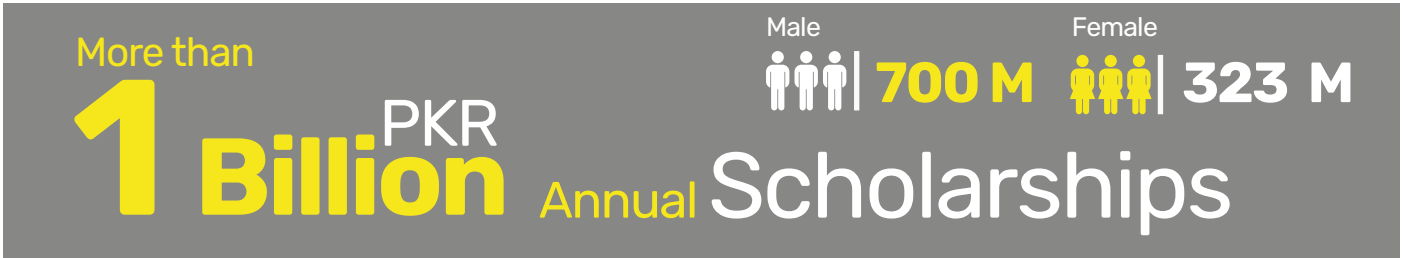 More than
1 Billion PKR
Annual Scholarships
Male
700 M
Female
323 M